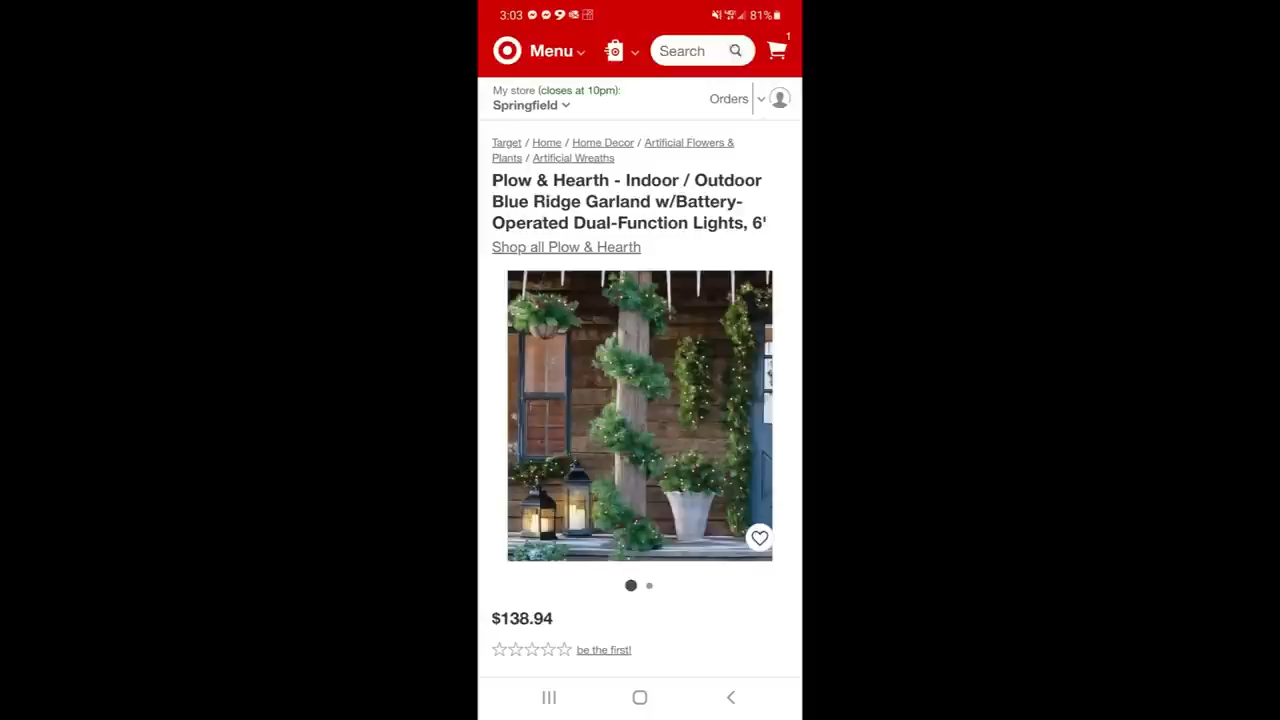 3:03
81%
Menu
Search
1
My store (closes at 10pm):
Springfield
Orders
Target / Home / Home Decor / Artificial Flowers &
Plants / Artificial Wreaths
Plow & Hearth - Indoor / Outdoor
Blue Ridge Garland w/Battery-
Operated Dual-Function Lights, 6'
Shop all Plow & Hearth
$138.94
be the first!